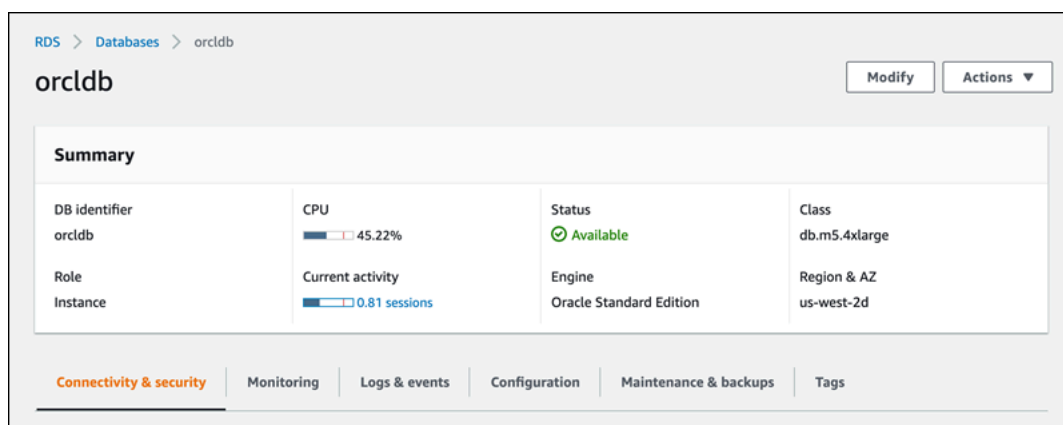 RDS > Databases > orcldb
orcldb
Modify
Actions ▼
Summary
DB identifier
orcldb
CPU
45.22%
Status
Available
Class
db.m5.4xlarge
Role
Instance
Current activity
0.81 sessions
Engine
Oracle Standard Edition
Region & AZ
us-west-2d
Connectivity & security
Monitoring
Logs & events
Configuration
Maintenance & backups
Tags